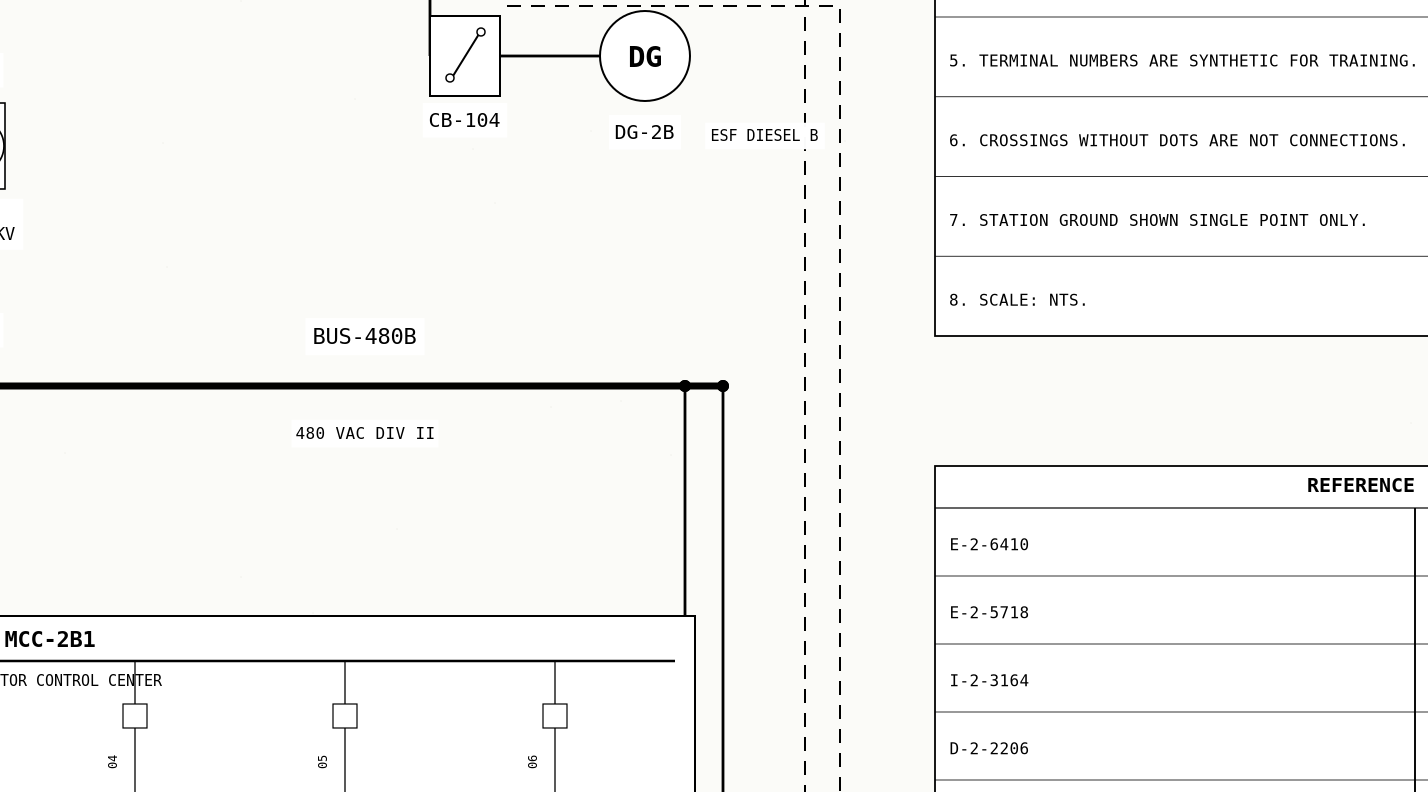 DG
CB-104
DG-2B
ESF DIESEL B
KV
BUS-480B
480 VAC DIV II
MCC-2B1
TOR CONTROL CENTER
04
05
06
5. TERMINAL NUMBERS ARE SYNTHETIC FOR TRAINING.
6. CROSSINGS WITHOUT DOTS ARE NOT CONNECTIONS.
7. STATION GROUND SHOWN SINGLE POINT ONLY.
8. SCALE: NTS.
REFERENCE
E-2-6410
E-2-5718
I-2-3164
D-2-2206